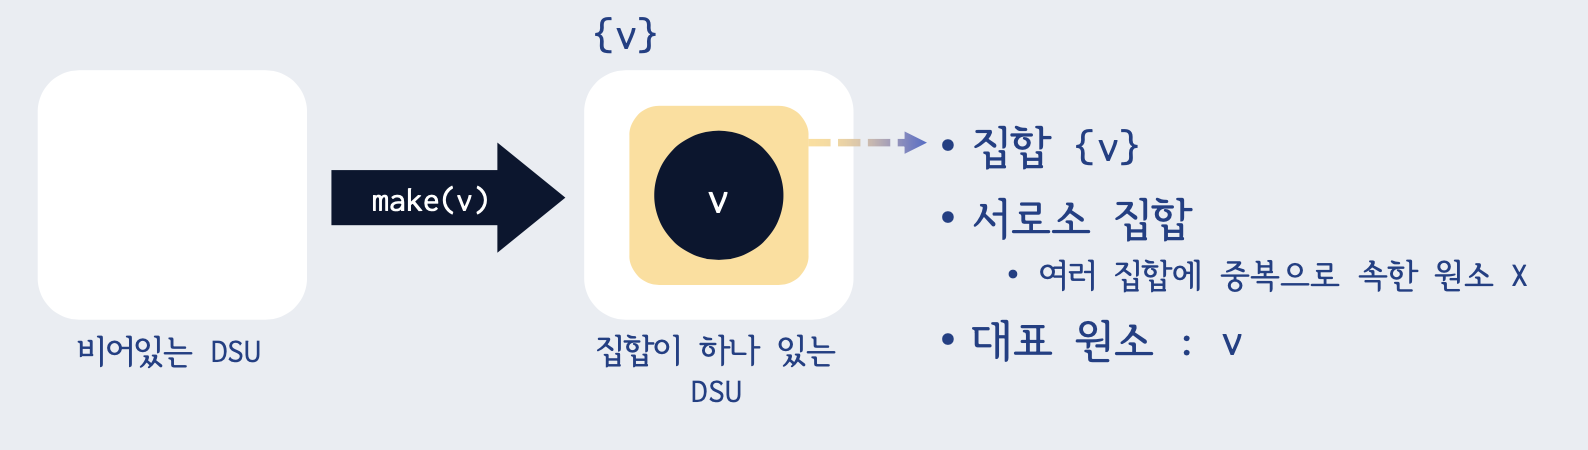 {v}
make(v)
v
비어있는 DSU
집합이 하나 있는
DSU
• 집합 {v}
• 서로소 집합
• 여러 집합에 중복으로 속한 원소 X
• 대표 원소 : v